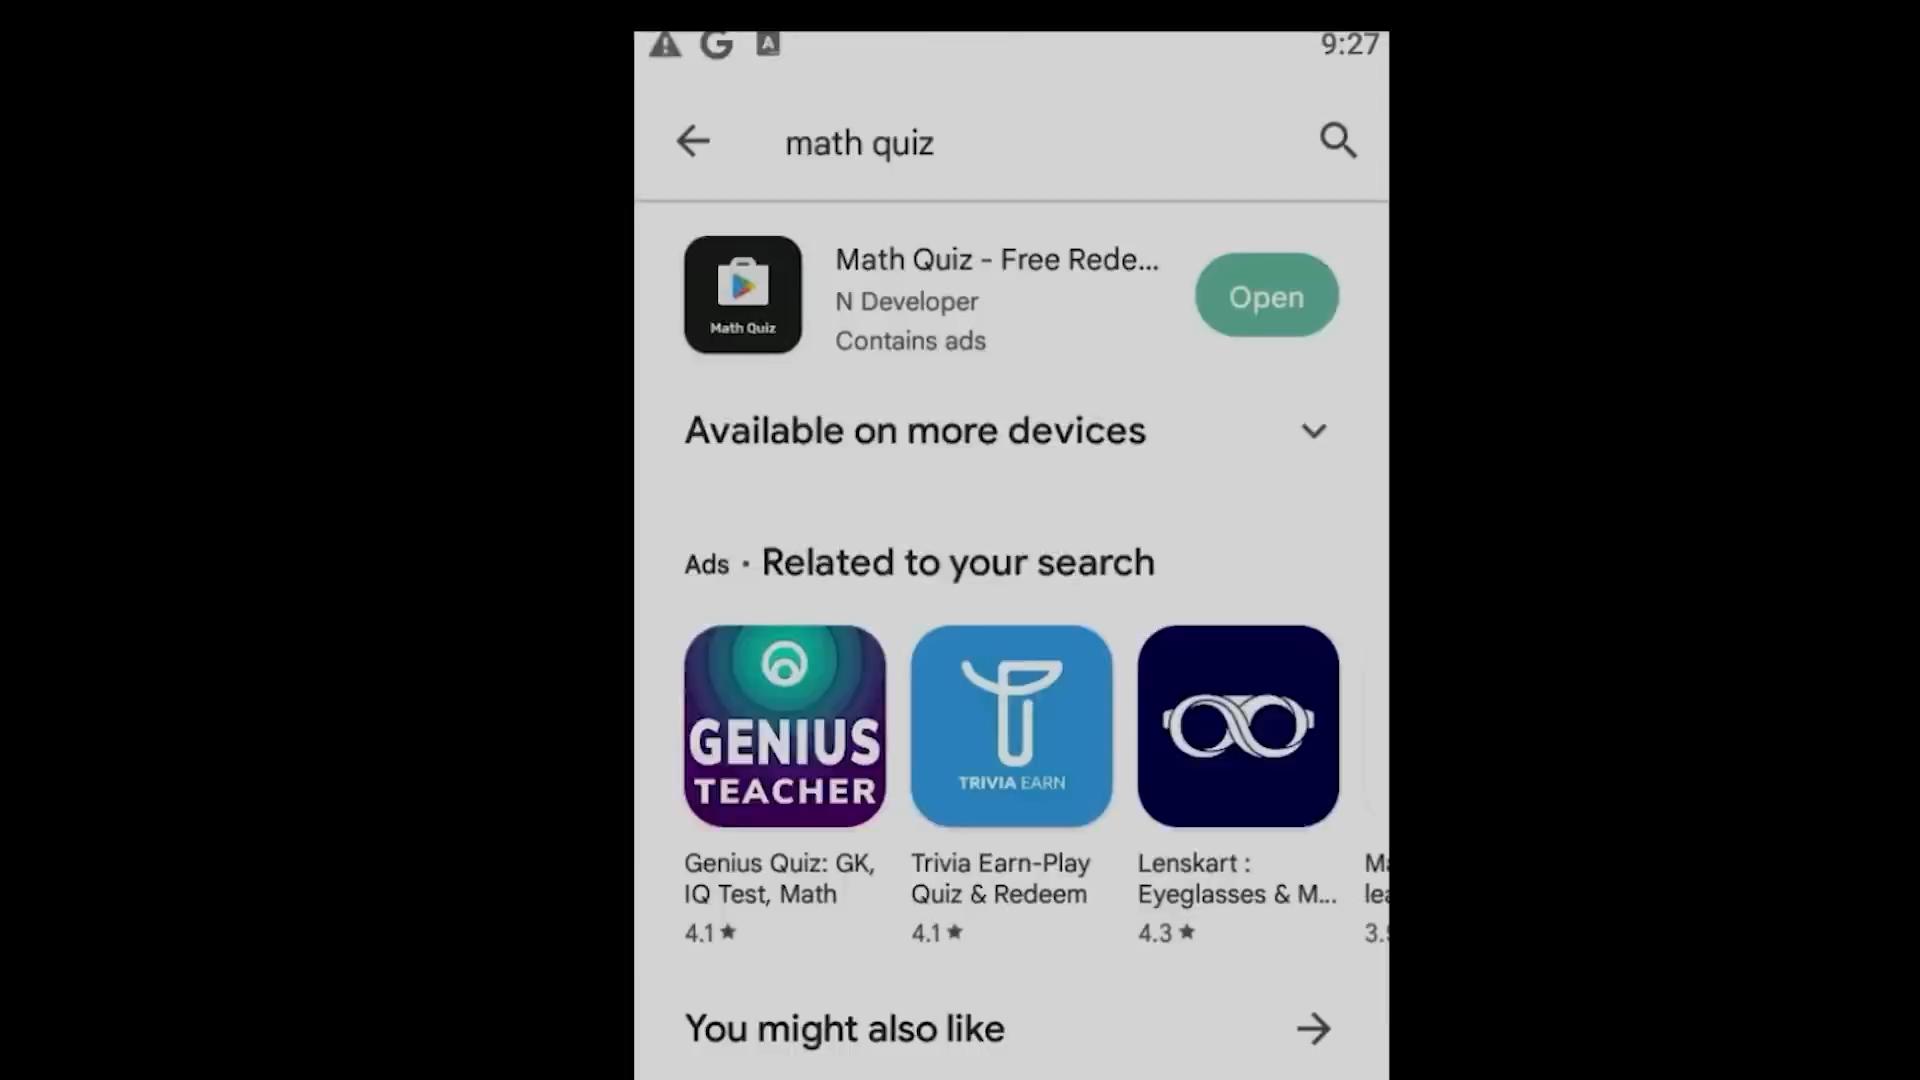 9:27
math quiz
Math Quiz - Free Rede...
N Developer
Contains ads
Open
Math Quiz
Available on more devices
Ads · Related to your search
GENIUS
TEACHER
TRIVIA EARN
Genius Quiz: GK,
IQ Test, Math
4.1 ★
Trivia Earn-Play
Quiz & Redeem
4.1 ★
Lenskart :
Eyeglasses & M...
4.3 ★
You might also like